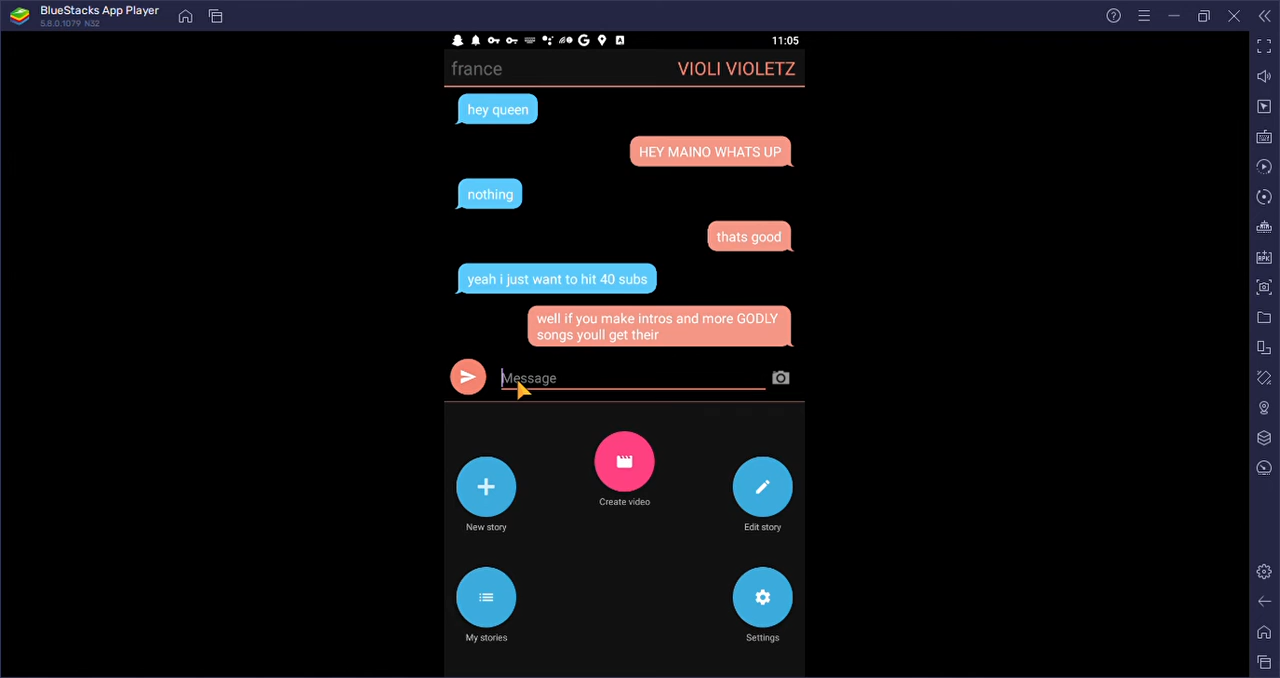 BlueStacks App Player
5.8.0.1079 N32
11:05
france
VIOLI VIOLETZ
hey queen
HEY MAINO WHATS UP
nothing
thats good
yeah i just want to hit 40 subs
well if you make intros and more GODLY
songs youll get their
Message
Create video
New story
Edit story
My stories
Settings